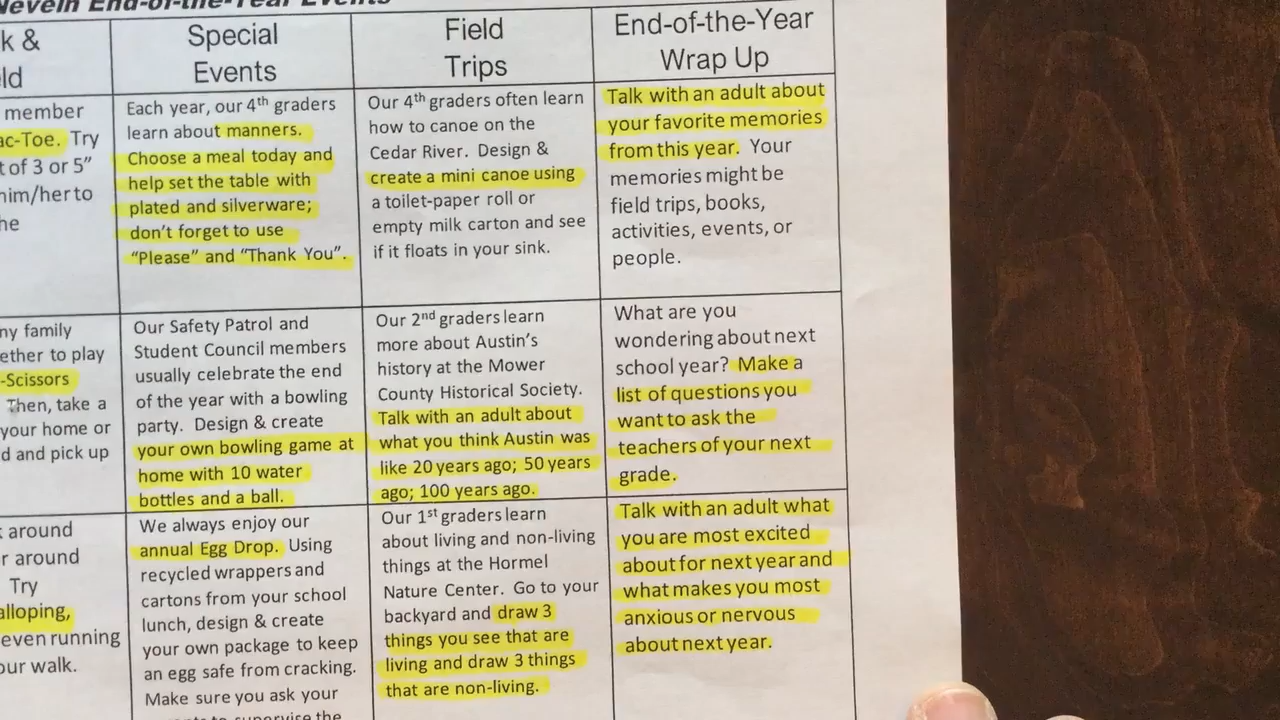 Neveln End-of-the-Year Events
k &
ld
member
ac-Toe. Try
t of 3 or 5”
him/her to
he
Special
Events
Each year, our 4th graders
learn about manners.
Choose a meal today and
help set the table with
plated and silverware;
don’t forget to use
“Please” and “Thank You”.
Field
Trips
Our 4th graders often learn
how to canoe on the
Cedar River. Design &
create a mini canoe using
a toilet-paper roll or
empty milk carton and see
if it floats in your sink.
End-of-the-Year
Wrap Up
Talk with an adult about
your favorite memories
from this year. Your
memories might be
field trips, books,
activities, events, or
people.
ny family
ether to play
-Scissors
Then, take a
your home or
d and pick up
Our Safety Patrol and
Student Council members
usually celebrate the end
of the year with a bowling
party. Design & create
your own bowling game at
home with 10 water
bottles and a ball.
Our 2nd graders learn
more about Austin’s
history at the Mower
County Historical Society.
Talk with an adult about
what you think Austin was
like 20 years ago; 50 years
ago; 100 years ago.
What are you
wondering about next
school year? Make a
list of questions you
want to ask the
teachers of your next
grade.
around
r around
Try
alloping,
even running
our walk.
We always enjoy our
annual Egg Drop. Using
recycled wrappers and
cartons from your school
lunch, design & create
your own package to keep
an egg safe from cracking.
Make sure you ask your
to supervise the
Our 1st graders learn
about living and non-living
things at the Hormel
Nature Center. Go to your
backyard and draw 3
things you see that are
living and draw 3 things
that are non-living.
Talk with an adult what
you are most excited
about for next year and
what makes you most
anxious or nervous
about next year.